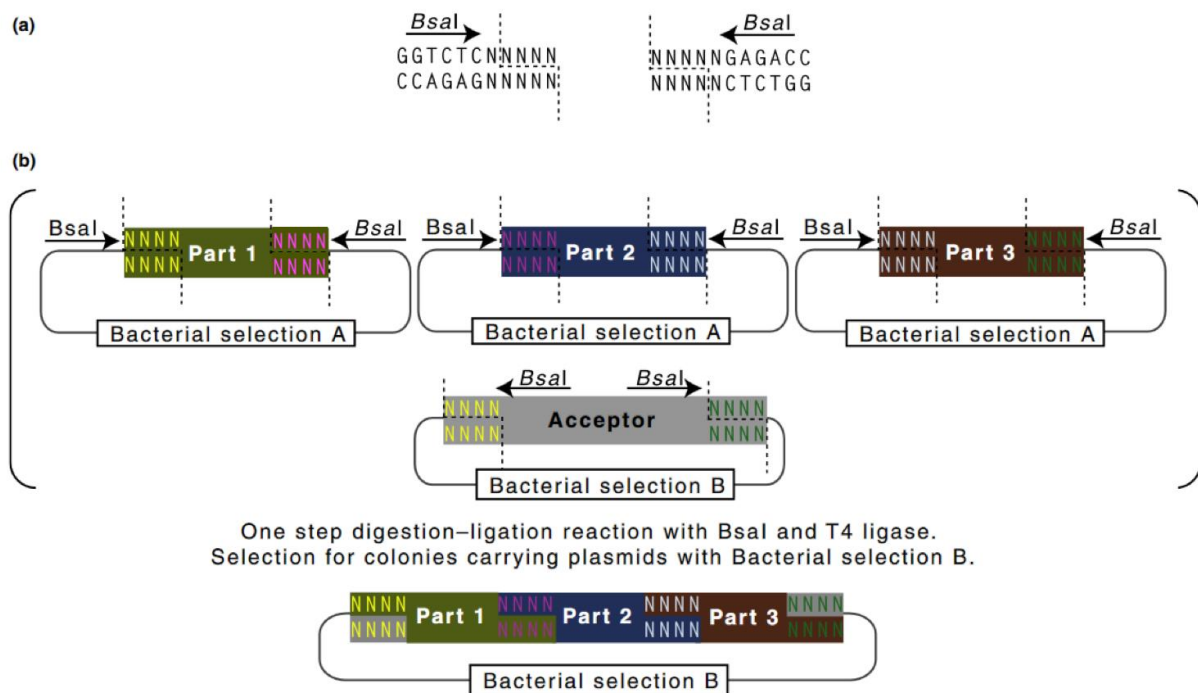 (a)
BsaI BsaI
GGTCTCNNNNN NNNNNGAGACC
CCAGAGNNNNN NNNNNCTCTGG
(b)
BsaI NNNN Part 1 NNNN BsaI
NNNN NNNN
Bacterial selection A
BsaI NNNN Part 2 NNNN BsaI
NNNN NNNN
Bacterial selection A
BsaI NNNN Part 3 NNNN BsaI
NNNN NNNN
Bacterial selection A
BsaI BsaI
NNNN Acceptor NNNN
NNNN NNNN
Bacterial selection B
One step digestion–ligation reaction with BsaI and T4 ligase.
Selection for colonies carrying plasmids with Bacterial selection B.
NNNN Part 1 NNNN Part 2 NNNN Part 3 NNNN
NNNN NNNN NNNN NNNN
Bacterial selection B